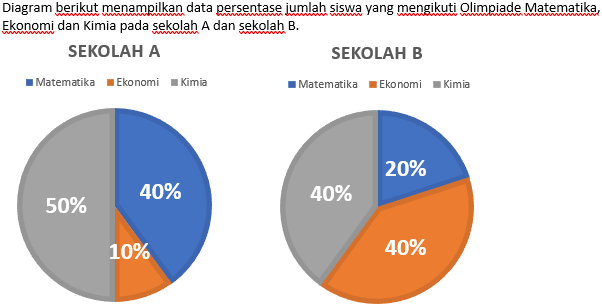 Diagram berikut menampilkan data persentase jumlah siswa yang mengikuti Olimpiade Matematika,
Ekonomi dan Kimia pada sekolah A dan sekolah B.
SEKOLAH A
Matematika Ekonomi Kimia
40%
50%
10%
SEKOLAH B
Matematika Ekonomi Kimia
20%
40%
40%